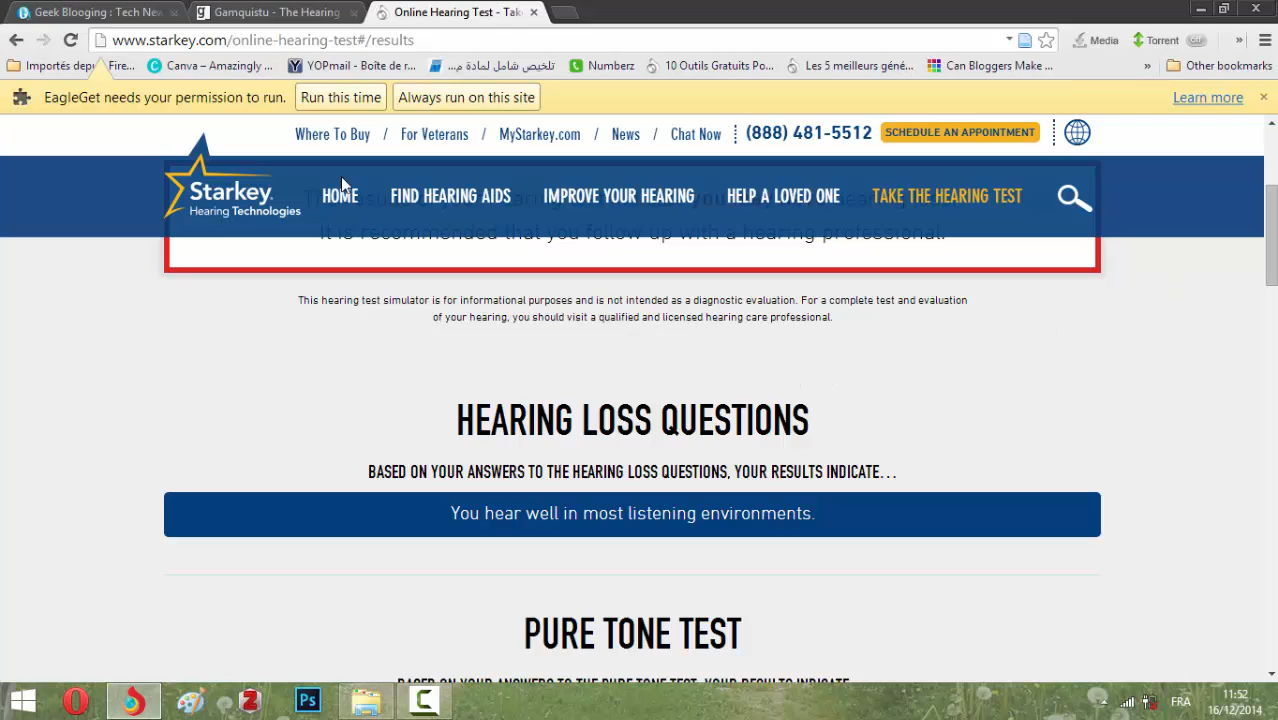 Geek Blooging : Tech Nev
Gamquistu - The Hearing
Online Hearing Test - Tak
www.starkey.com/online-hearing-test#/results
Media
Torrent
Importés depu Fire...
Canva – Amazingly ...
YOPmail - Boîte de r...
تلخيص شامل لمادة م...
Numberz
10 Outils Gratuits Po...
Les 5 meilleurs géné...
Can Bloggers Make ...
»
Other bookmarks
EagleGet needs your permission to run.
Run this time
Always run on this site
Learn more
Where To Buy / For Veterans / MyStarkey.com / News / Chat Now
(888) 481-5512
SCHEDULE AN APPOINTMENT
Starkey
Hearing Technologies
HOME
FIND HEARING AIDS
IMPROVE YOUR HEARING
HELP A LOVED ONE
TAKE THE HEARING TEST
It is recommended that you follow up with a hearing professional.
This hearing test simulator is for informational purposes and is not intended as a diagnostic evaluation. For a complete test and evaluation
of your hearing, you should visit a qualified and licensed hearing care professional.
HEARING LOSS QUESTIONS
BASED ON YOUR ANSWERS TO THE HEARING LOSS QUESTIONS, YOUR RESULTS INDICATE...
You hear well in most listening environments.
PURE TONE TEST
BASED ON YOUR ANSWERS TO THE PURE TONE TEST, YOUR RESULTS INDICATE
Ps
FRA
11:52
16/12/2014